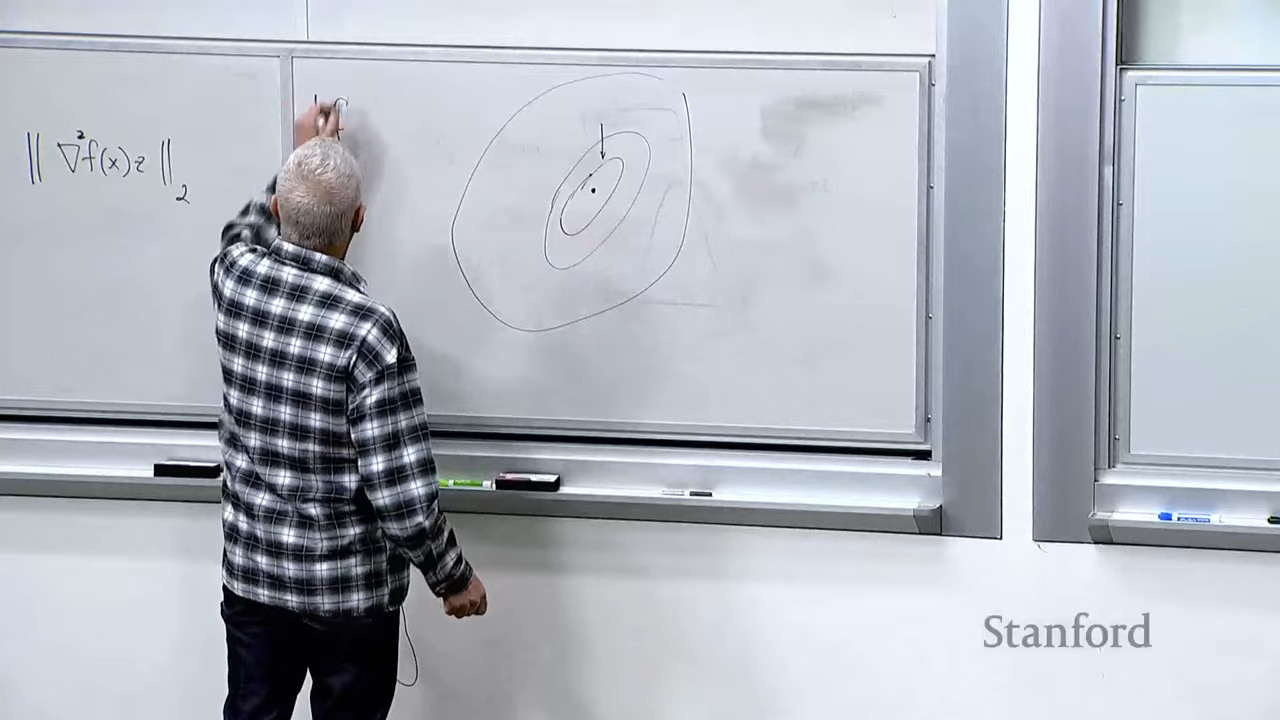 ‖ ∇²f(x)z ‖₂
Stanford